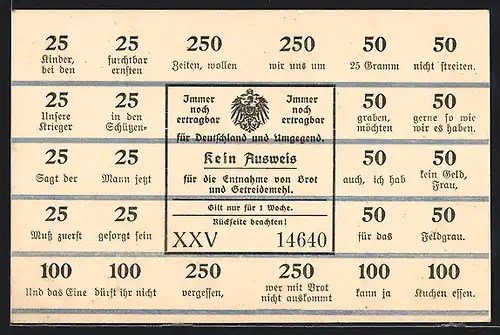 25 25 250 250 50 50
Kinder, bei den furchtbar ernsten Zeiten, wollen wir uns um 25 Gramm nicht streiten.
25 25 50 50
Unsere Krieger in den Schützen- graben, möchten gerne so wie wir es haben.
Immer noch ertragbar
Immer noch ertragbar
für Deutschland und Umgegend.
Kein Ausweis
für die Entnahme von Brot
und Getreidemehl.
Gilt nur für 1 Woche.
Rückseite beachten!
XXV 14640
25 25 50 50
Sagt der Mann jetzt auch, ich hab kein Geld, Frau,
25 25 50 50
Muß zuerst gesorgt sein für das Feldgrau.
100 100 250 250 100 100
Und das Eine dürft ihr nicht vergessen, wer mit Brot nicht auskommt kann ja Kuchen essen.